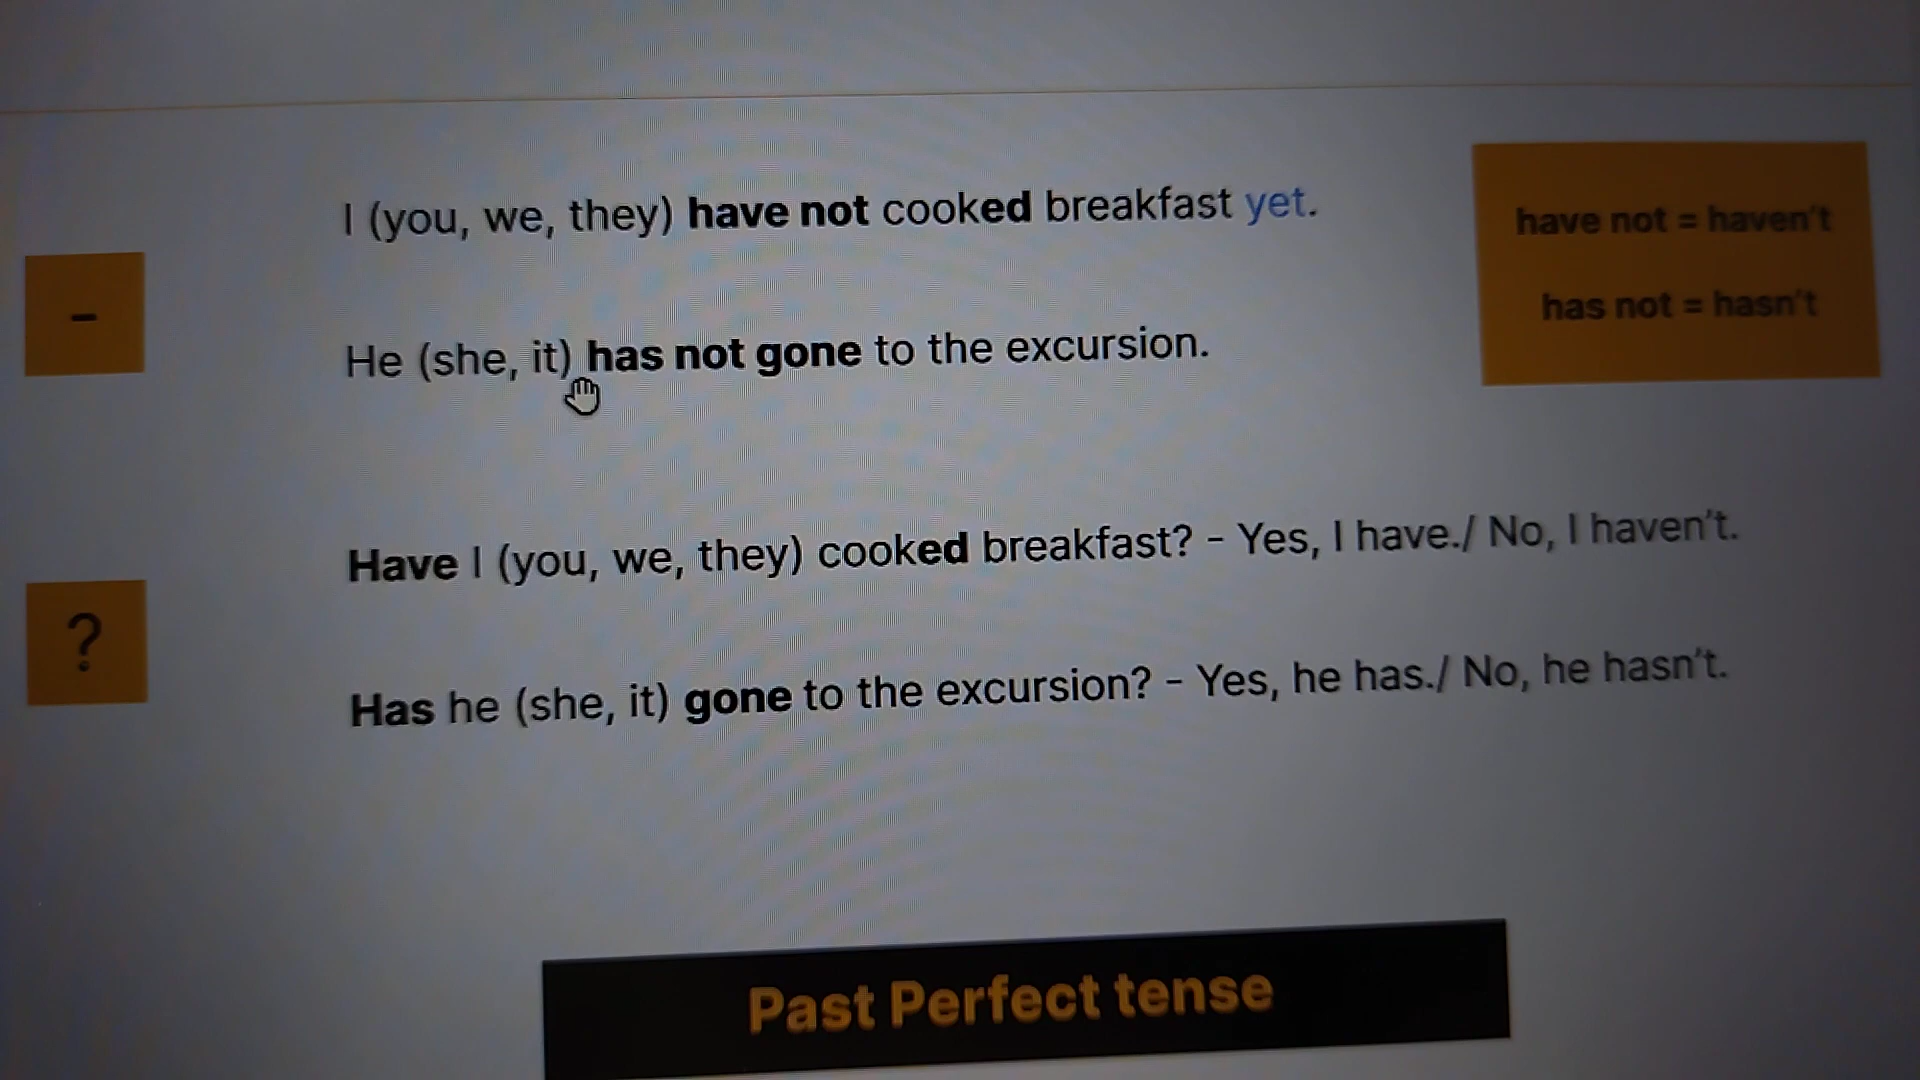 I (you, we, they) have not cooked breakfast yet.
have not = haven't
has not = hasn't
-
He (she, it) has not gone to the excursion.
Have I (you, we, they) cooked breakfast? - Yes, I have./ No, I haven't.
?
Has he (she, it) gone to the excursion? - Yes, he has./ No, he hasn't.
Past Perfect tense